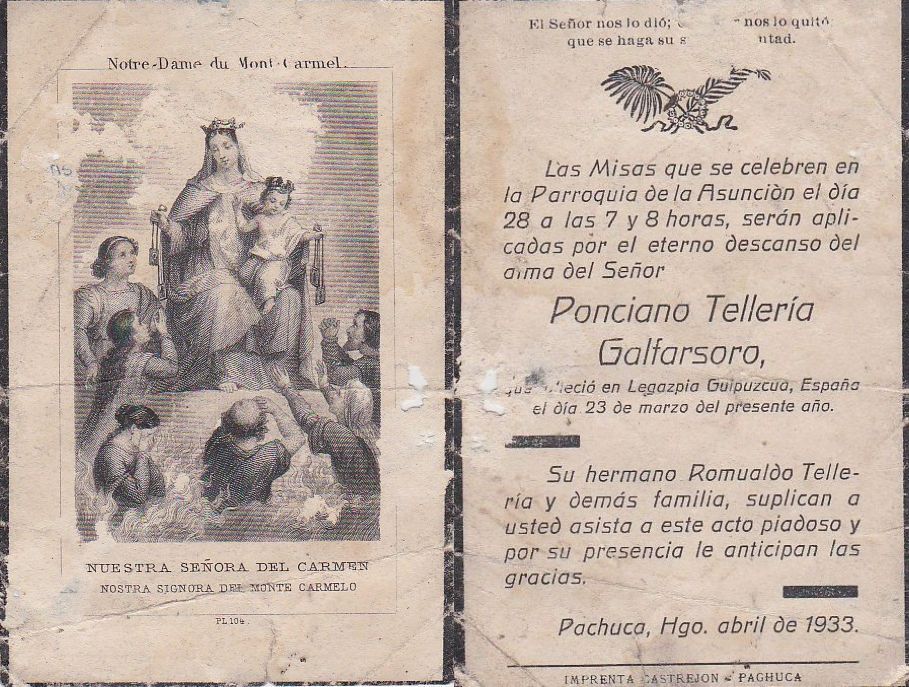 Notre-Dame du Mont Carmel.
NUESTRA SEÑORA DEL CARMEN
NOSTRA SIGNORA DEL MONTE CARMELO
PL 104.
El Señor nos lo dió; nos lo quitó
que se haga su
Las Misas que se celebren en
la Parroquia de la Asunciòn el día
28 a las 7 y 8 horas, serán apli-
cadas por el eterno descanso del
alma del Señor
Ponciano Tellería
Galfarsoro,
en Legazpia Guipuzcua, España
el día 23 de marzo del presente año.
Su hermano Romualdo Telle-
ría y demás familia, suplican a
usted asista a este acto piadoso y
por su presencia le anticipan las
gracias.
Pachuca, Hgo. abril de 1933.
IMPRENTA CASTREJON - PACHUCA